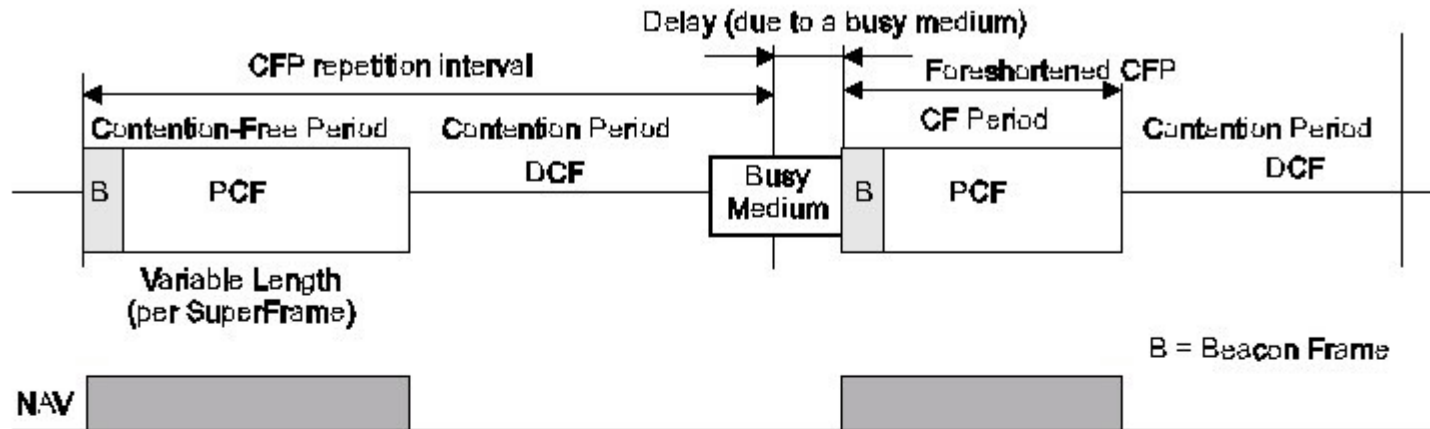 Delay (due to a busy medium)
CFP repetition interval
Foreshortened CFP
Contention-Free Period
Contention Period
CF Period
Contention Period
DCF
DCF
B
PCF
Busy
Medium
B
PCF
Variable Length
(per SuperFrame)
B = Beacon Frame
NAV